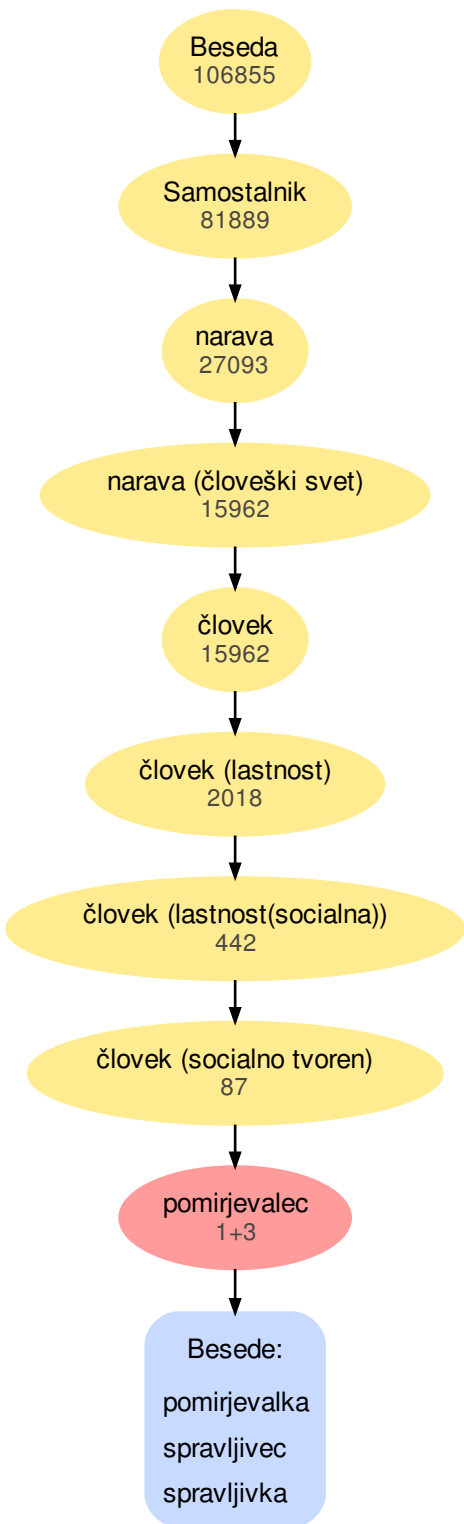 Beseda
106855
Samostalnik
81889
narava
27093
narava (človeški svet)
15962
človek
15962
človek (lastnost)
2018
človek (lastnost(socialna))
442
človek (socialno tvoren)
87
pomirjevalec
1+3
Besede:
pomirjevalka
spravljivec
spravljivka